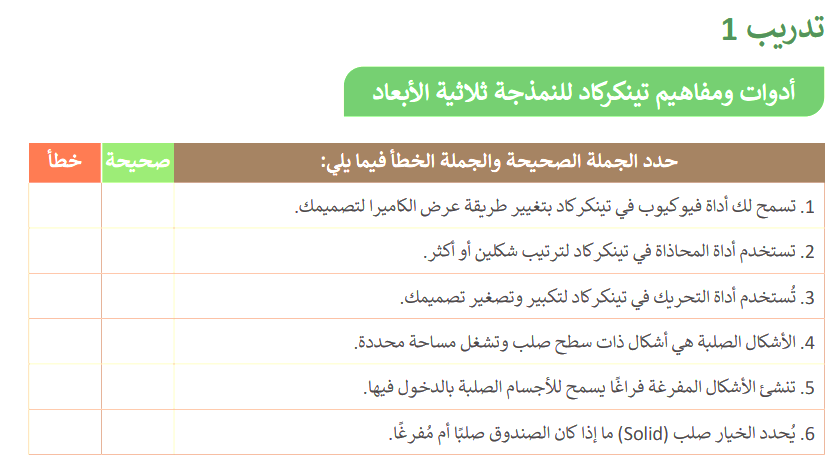 تدريب 1
أدوات ومفاهيم تينكركاد للنمذجة ثلاثية الأبعاد
حدد الجملة الصحيحة والجملة الخطأ فيما يلي: صحيحة خطأ
1. تسمح لك أداة فيوكيوب في تينكركاد بتغيير طريقة عرض الكاميرا لتصميمك.
2. تستخدم أداة المحاذاة في تينكركاد لترتيب شكلين أو أكثر.
3. تُستخدم أداة التحريك في تينكركاد لتكبير وتصغير تصميمك.
4. الأشكال الصلبة هي أشكال ذات سطح صلب وتشغل مساحة محددة.
5. تنشئ الأشكال المفرغة فراغًا يسمح للأجسام الصلبة بالدخول فيها.
6. يُحدد الخيار صلب (Solid) ما إذا كان الصندوق صلبًا أم مُفرغًا.